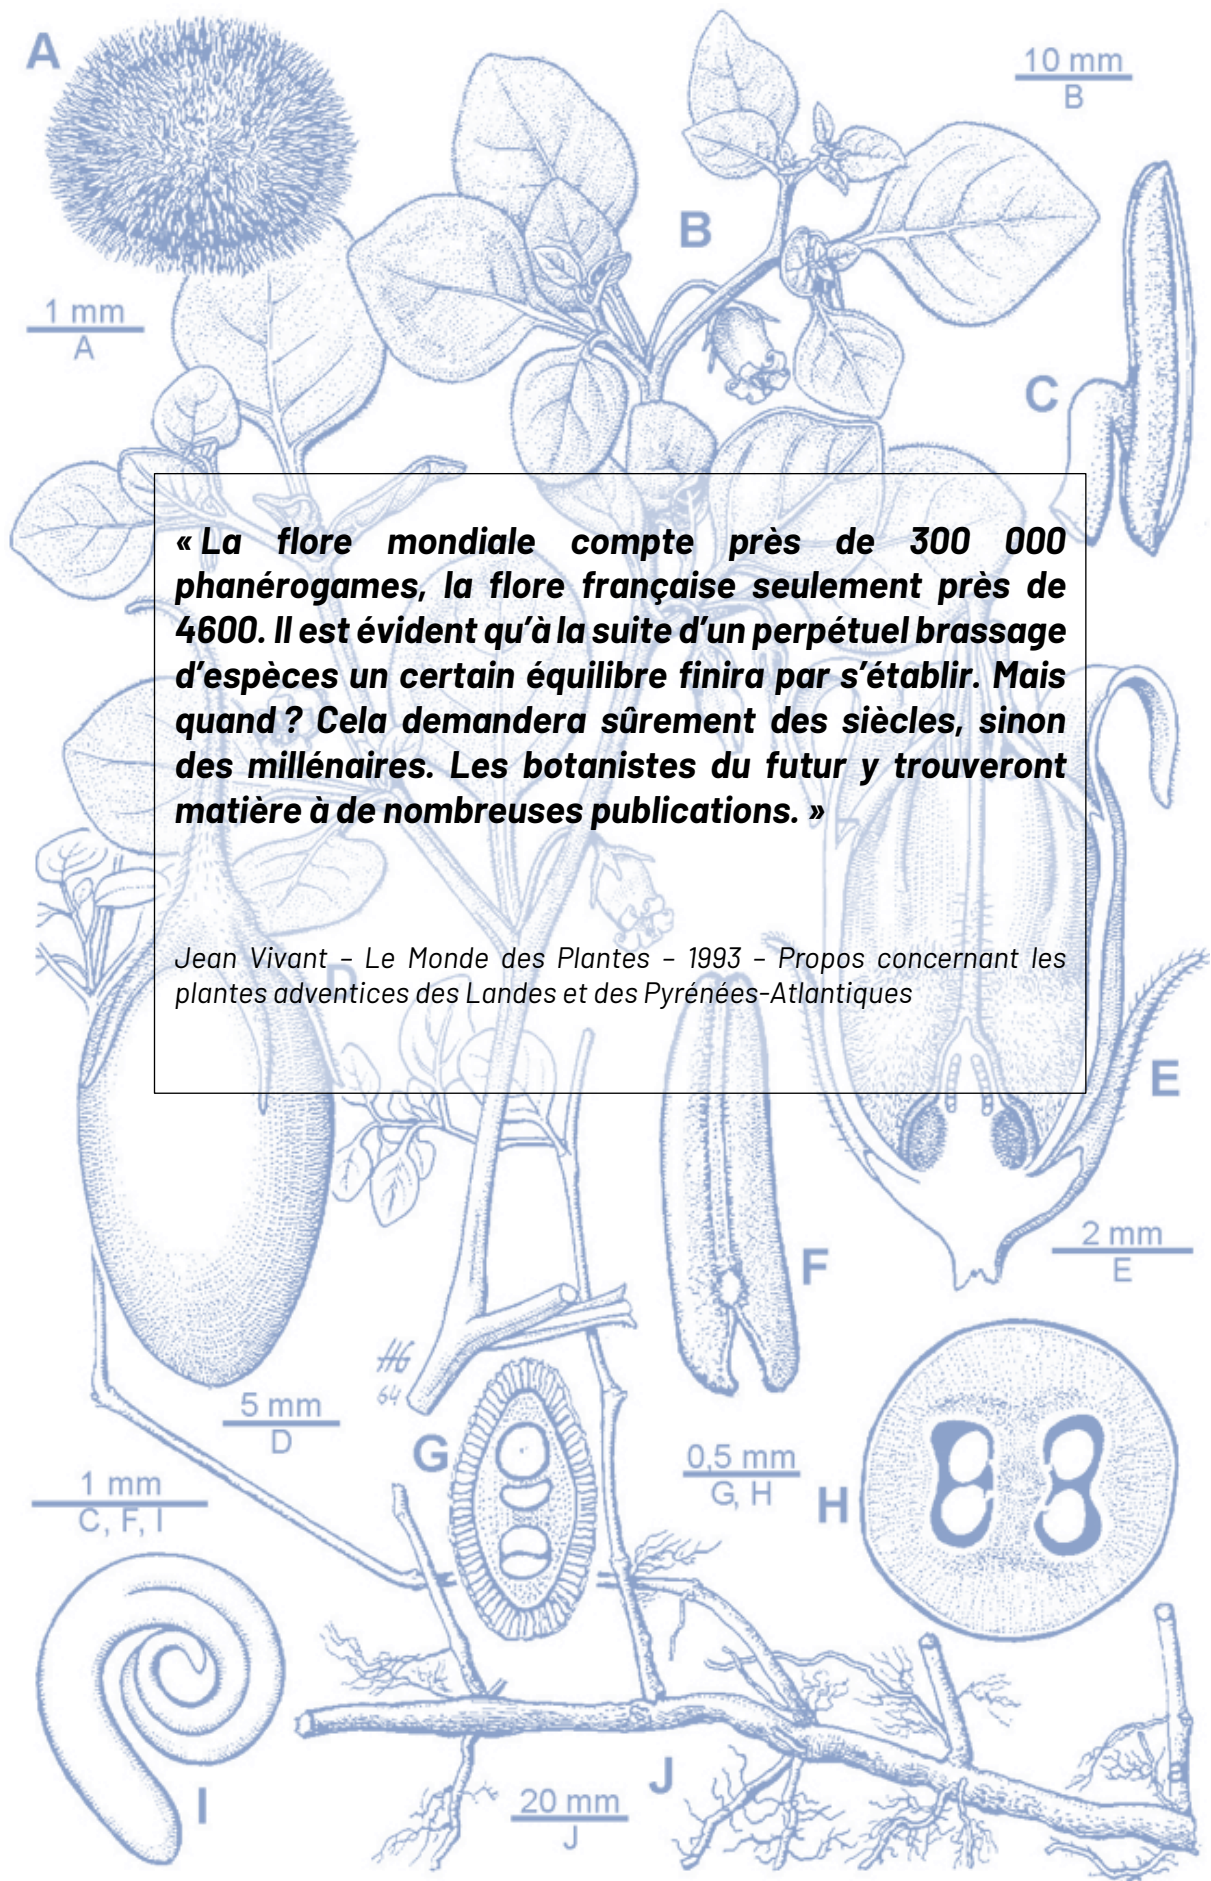 A
10 mm
B
B
1 mm
A
C
« La flore mondiale compte près de 300 000
phanérogames, la flore française seulement près de
4600. Il est évident qu’à la suite d’un perpétuel brassage
d’espèces un certain équilibre finira par s’établir. Mais
quand ? Cela demandera sûrement des siècles, sinon
des millénaires. Les botanistes du futur y trouveront
matière à de nombreuses publications. »
Jean Vivant – Le Monde des Plantes – 1993 – Propos concernant les
plantes adventices des Landes et des Pyrénées-Atlantiques
D
E
2 mm
E
F
HG
64
5 mm
D
G
0,5 mm
G, H
H
1 mm
C, F, I
I
J
20 mm
J
a